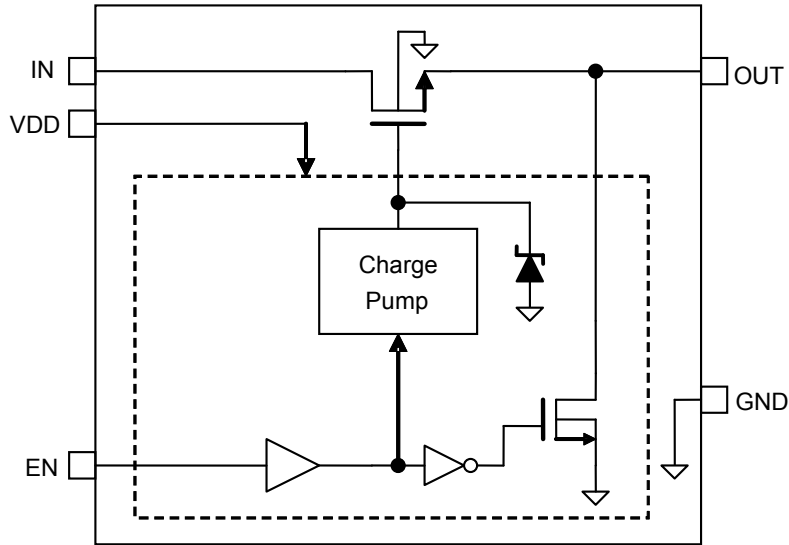 IN
OUT
VDD
Charge
Pump
GND
EN